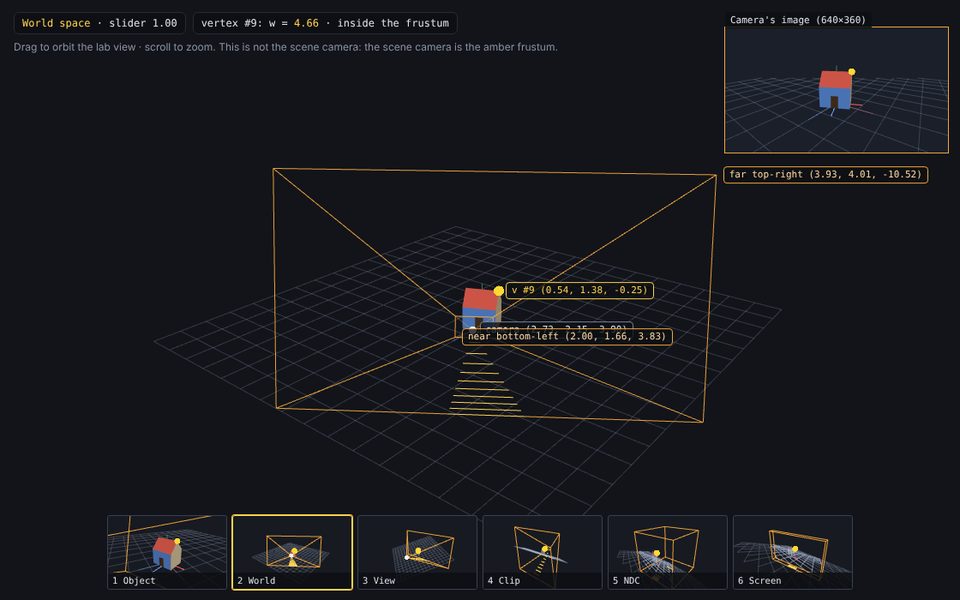 World space · slider 1.00
vertex #9: w = 4.66 · inside the frustum
Drag to orbit the lab view · scroll to zoom. This is not the scene camera: the scene camera is the amber frustum.
Camera's image (640×360)
far top-right (3.93, 4.01, -10.52)
v #9 (0.54, 1.38, -0.25)
near bottom-left (2.00, 1.66, 3.83)
1 Object
2 World
3 View
4 Clip
5 NDC
6 Screen